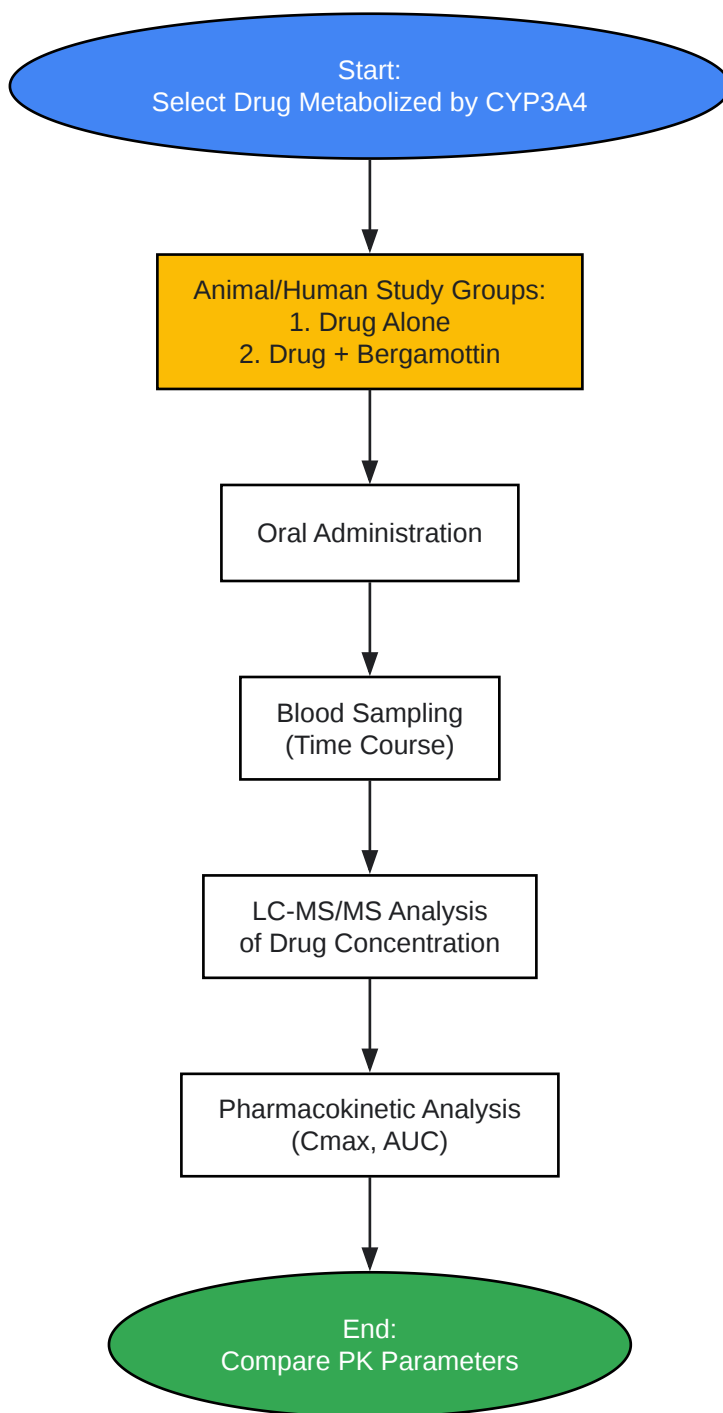 Start:
Select Drug Metabolized by CYP3A4
Animal/Human Study Groups:
1. Drug Alone
2. Drug + Bergamottin
Oral Administration
Blood Sampling
(Time Course)
LC-MS/MS Analysis
of Drug Concentration
Pharmacokinetic Analysis
(Cmax, AUC)
End:
Compare PK Parameters